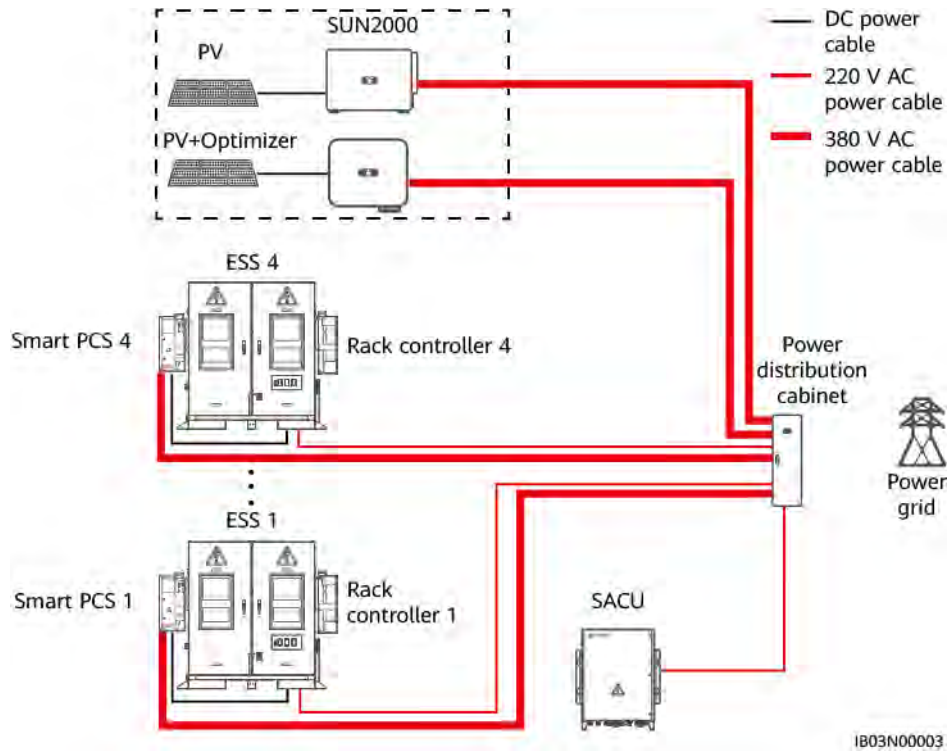 SUN2000
PV
PV+Optimizer
DC power
cable
220 V AC
power cable
380 V AC
power cable
ESS 4
Smart PCS 4
Rack controller 4
Power
distribution
cabinet
Power
grid
ESS 1
Smart PCS 1
Rack
controller 1
SACU
IB03N00003